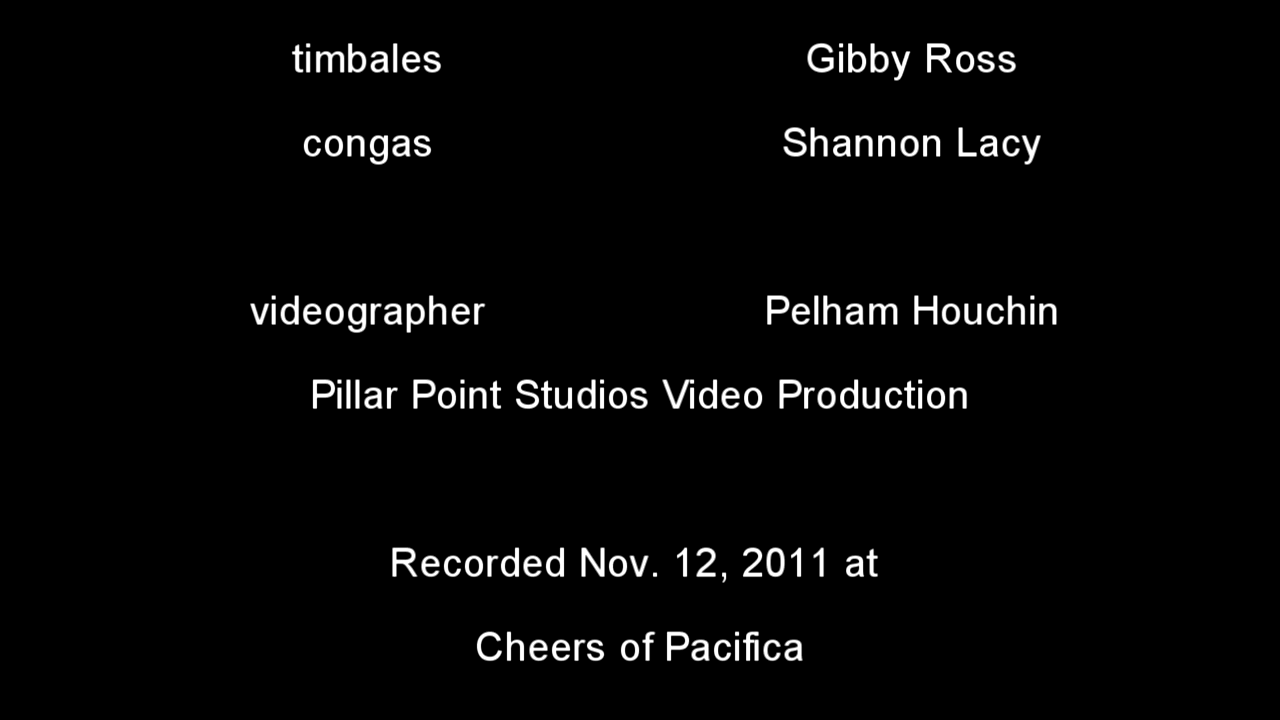 timbales Gibby Ross
congas Shannon Lacy
videographer Pelham Houchin
Pillar Point Studios Video Production
Recorded Nov. 12, 2011 at
Cheers of Pacifica